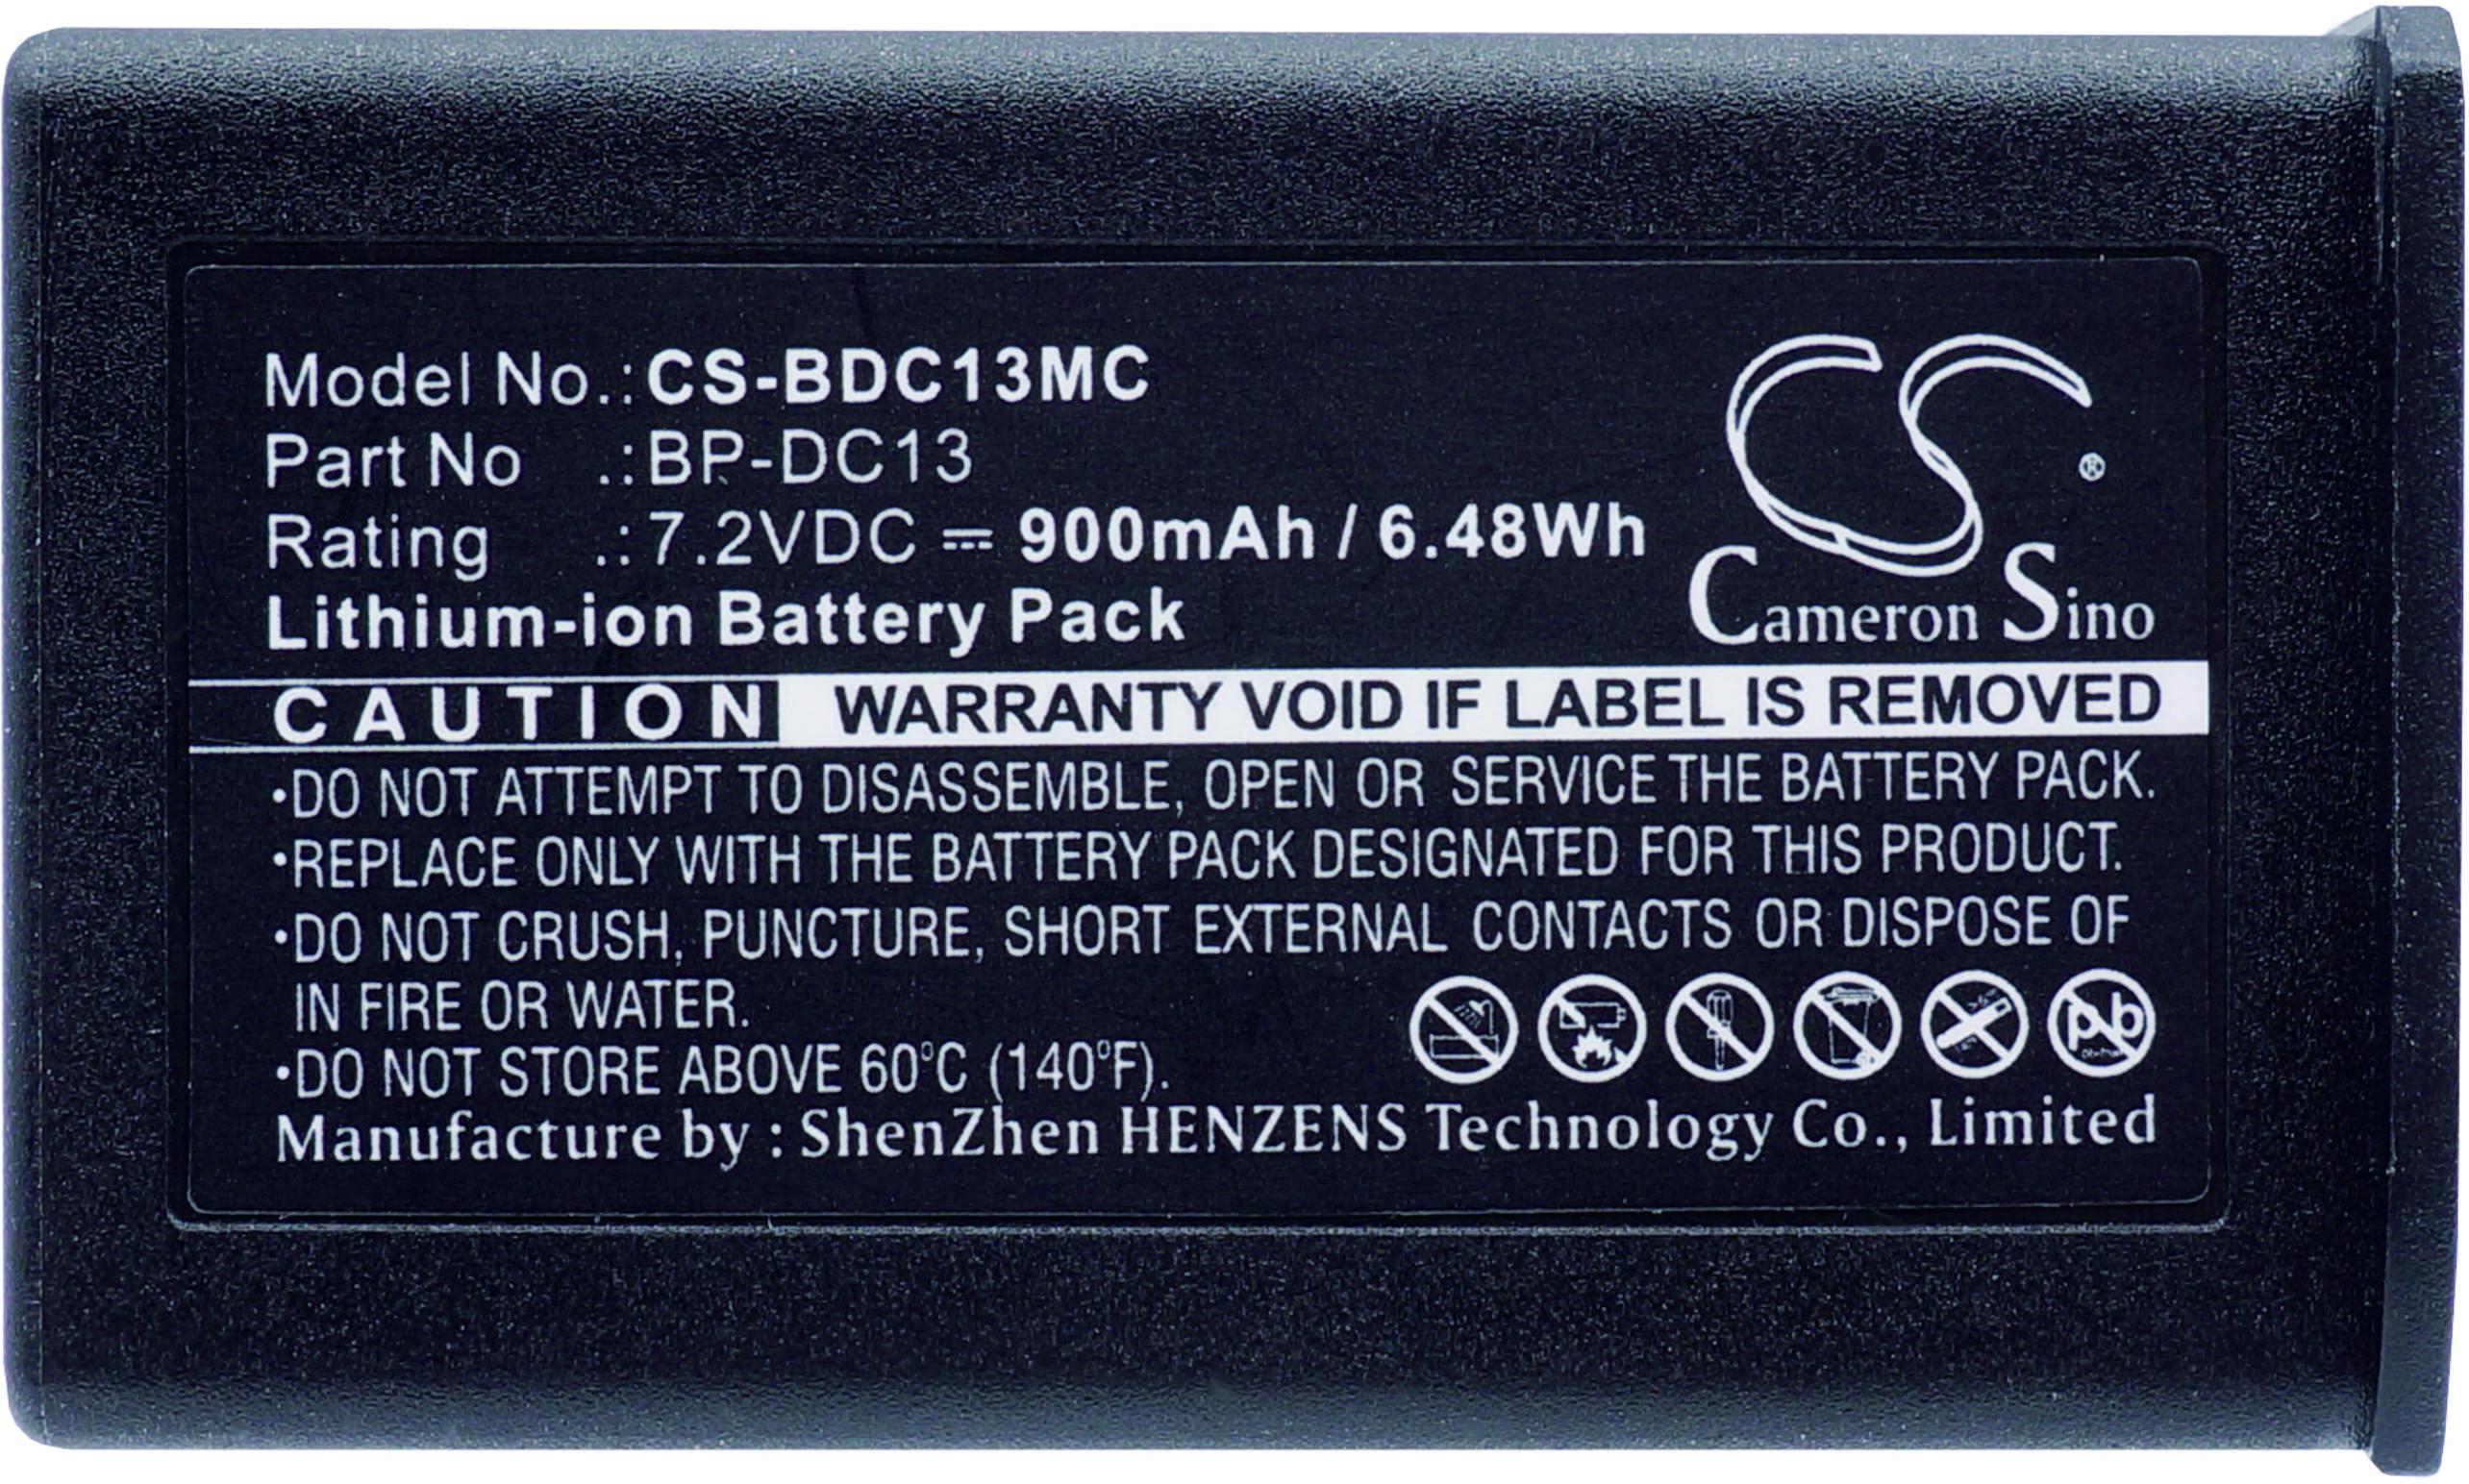 Model No.: CS-BDC13MC
Part No .: BP-DC13
Rating .: 7.2VDC ⎓ 900mAh / 6.48Wh
Lithium-ion Battery Pack
CS®
Cameron Sino
CAUTION WARRANTY VOID IF LABEL IS REMOVED
•DO NOT ATTEMPT TO DISASSEMBLE, OPEN OR SERVICE THE BATTERY PACK.
•REPLACE ONLY WITH THE BATTERY PACK DESIGNATED FOR THIS PRODUCT.
•DO NOT CRUSH, PUNCTURE, SHORT EXTERNAL CONTACTS OR DISPOSE OF
IN FIRE OR WATER.
•DO NOT STORE ABOVE 60°C (140°F).
pb
Manufacture by : ShenZhen HENZENS Technology Co., Limited